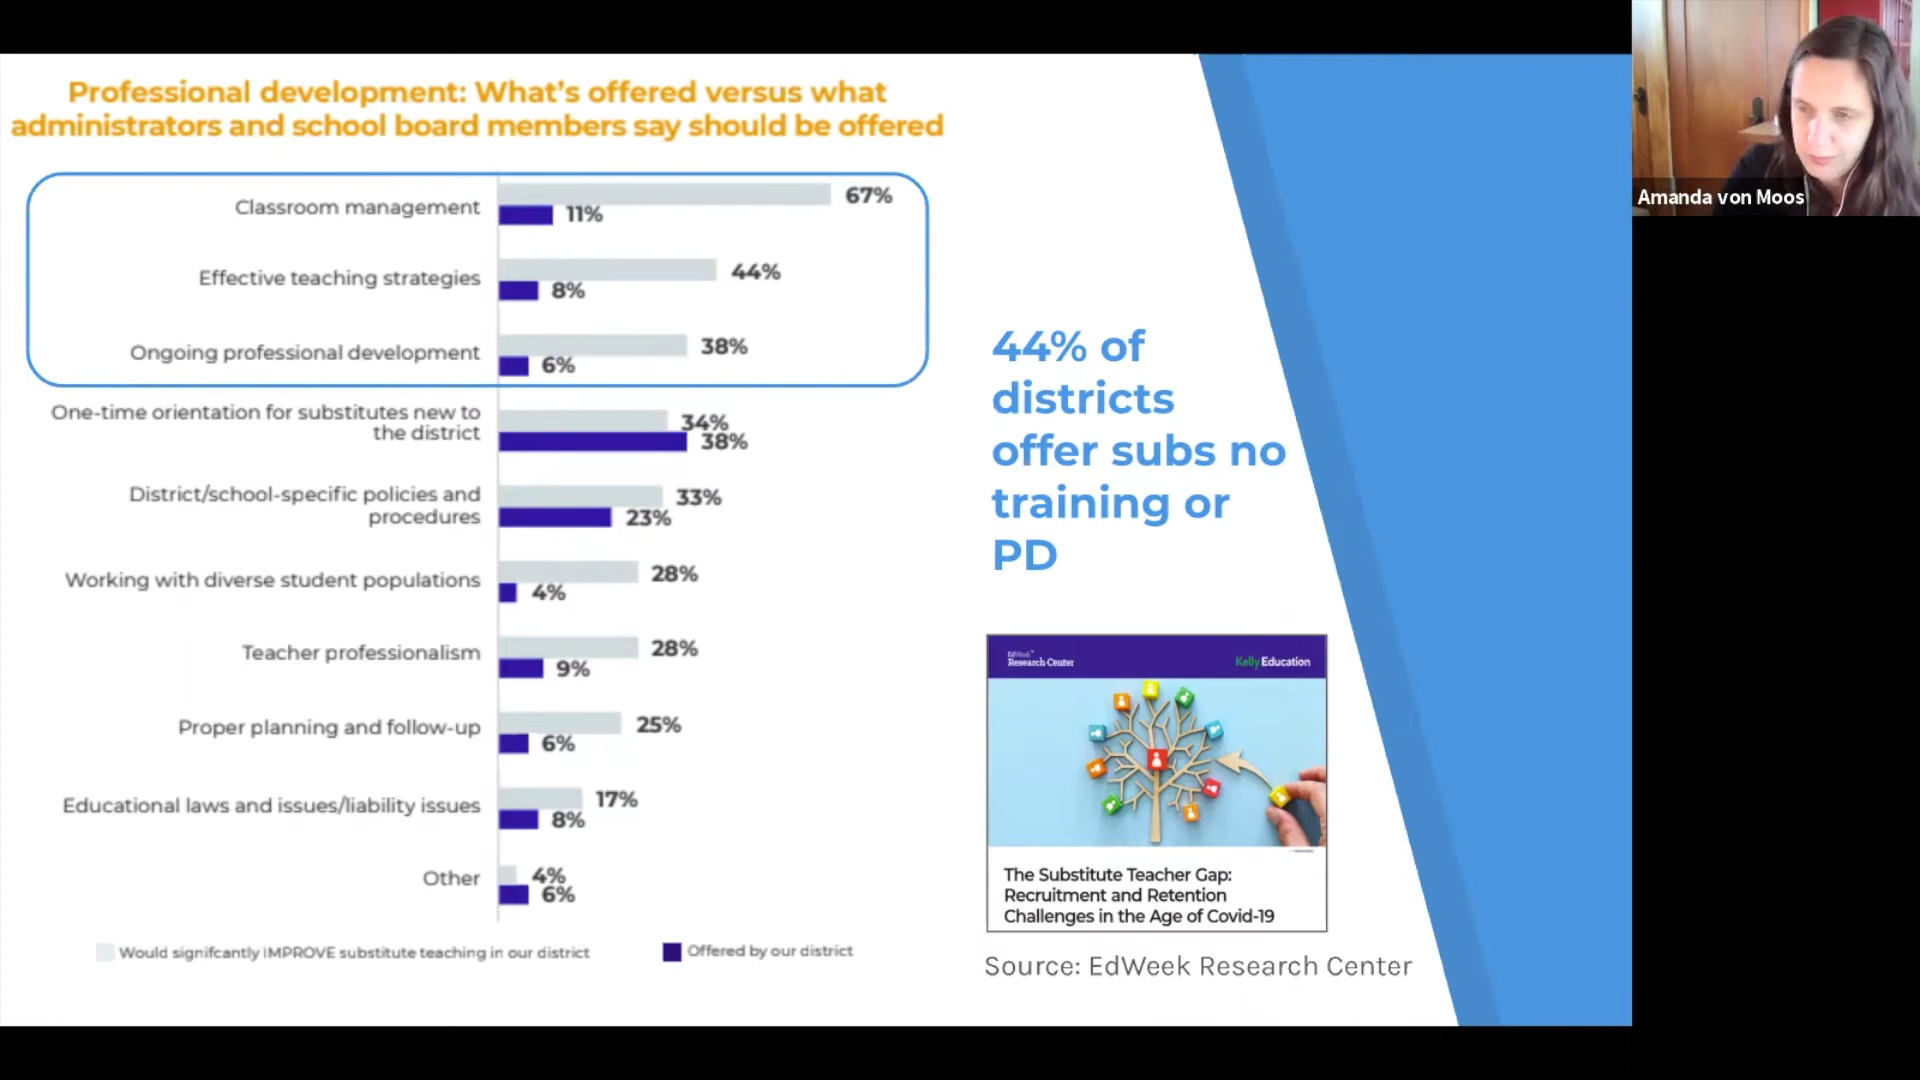 Professional development: What's offered versus what
administrators and school board members say should be offered
Classroom management
67%
11%
Effective teaching strategies
44%
8%
Ongoing professional development
38%
6%
One-time orientation for substitutes new to
the district
34%
38%
District/school-specific policies and
procedures
33%
23%
Working with diverse student populations
28%
4%
Teacher professionalism
28%
9%
Proper planning and follow-up
25%
6%
Educational laws and issues/liability issues
17%
8%
Other
4%
6%
Would signifcantly IMPROVE substitute teaching in our district
Offered by our district
44% of
districts
offer subs no
training or
PD
EdWeek
Research Center
Kelly Education
The Substitute Teacher Gap:
Recruitment and Retention
Challenges in the Age of Covid-19
Source: EdWeek Research Center
Amanda von Moos